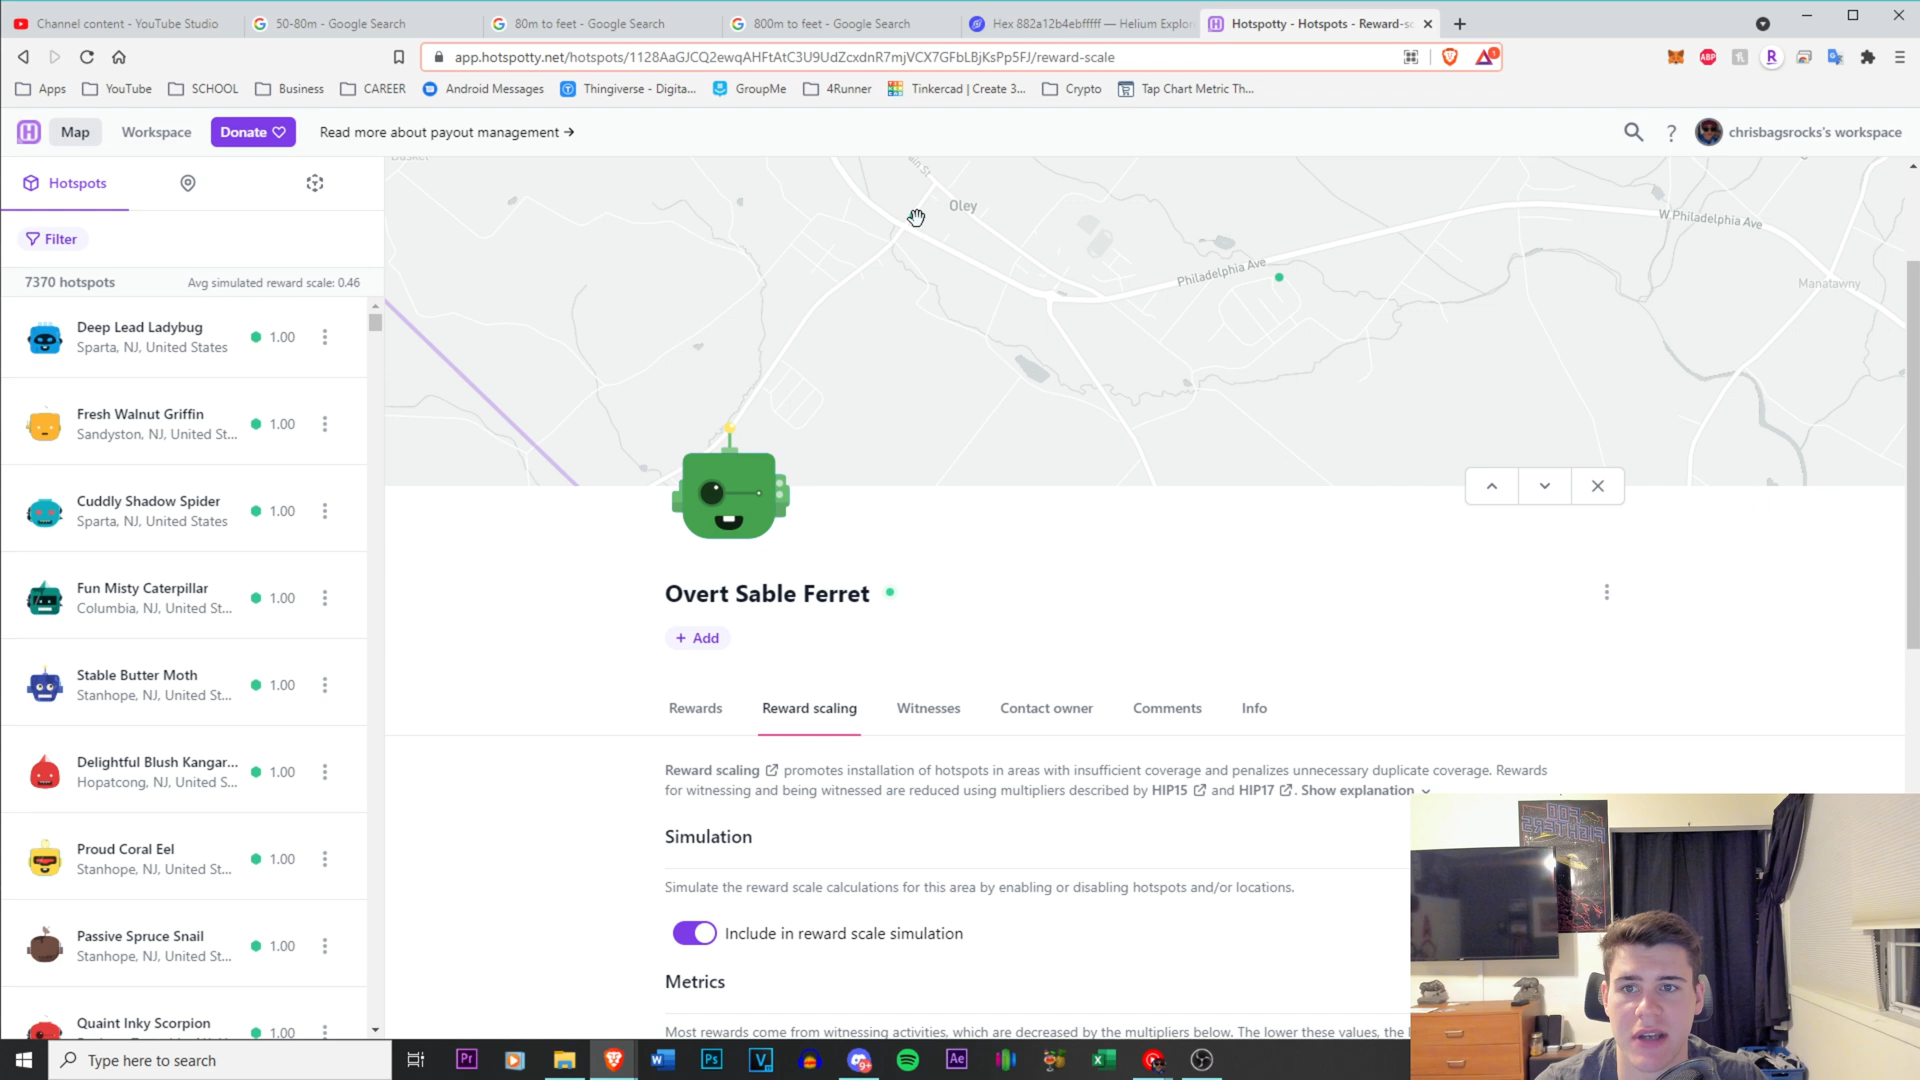 Channel content - YouTube Studio
50-80m - Google Search
80m to feet - Google Search
800m to feet - Google Search
Hex 882a12b4ebfffff — Helium Explor
Hotspotty - Hotspots - Reward-sc
app.hotspotty.net/hotspots/1128AaGJCQ2ewqAHFtAtC3U9UdZcxdnR7mjVCX7GFbLBjKsPp5FJ/reward-scale
Apps
YouTube
SCHOOL
Business
CAREER
Android Messages
Thingiverse - Digita...
GroupMe
4Runner
Tinkercad | Create 3...
Crypto
Tap Chart Metric Th...
Map
Workspace
Donate
Read more about payout management →
chrisbagsrocks's workspace
Hotspots
Filter
7370 hotspots
Avg simulated reward scale: 0.46
Deep Lead Ladybug
Sparta, NJ, United States
1.00
Fresh Walnut Griffin
Sandyston, NJ, United St...
1.00
Cuddly Shadow Spider
Sparta, NJ, United States
1.00
Fun Misty Caterpillar
Columbia, NJ, United St...
1.00
Stable Butter Moth
Stanhope, NJ, United St...
1.00
Delightful Blush Kangar...
Hopatcong, NJ, United S...
1.00
Proud Coral Eel
Stanhope, NJ, United St...
1.00
Passive Spruce Snail
Stanhope, NJ, United St...
1.00
Quaint Inky Scorpion
1.00
Oley
Philadelphia Ave
W Philadelphia Ave
Manatawny
Overt Sable Ferret
+ Add
Rewards
Reward scaling
Witnesses
Contact owner
Comments
Info
Reward scaling promotes installation of hotspots in areas with insufficient coverage and penalizes unnecessary duplicate coverage. Rewards
for witnessing and being witnessed are reduced using multipliers described by HIP15 and HIP17 . Show explanation
Simulation
Simulate the reward scale calculations for this area by enabling or disabling hotspots and/or locations.
Include in reward scale simulation
Metrics
Most rewards come from witnessing activities, which are decreased by the multipliers below. The lower these values, the
FOO
FIGHTERS
Type here to search